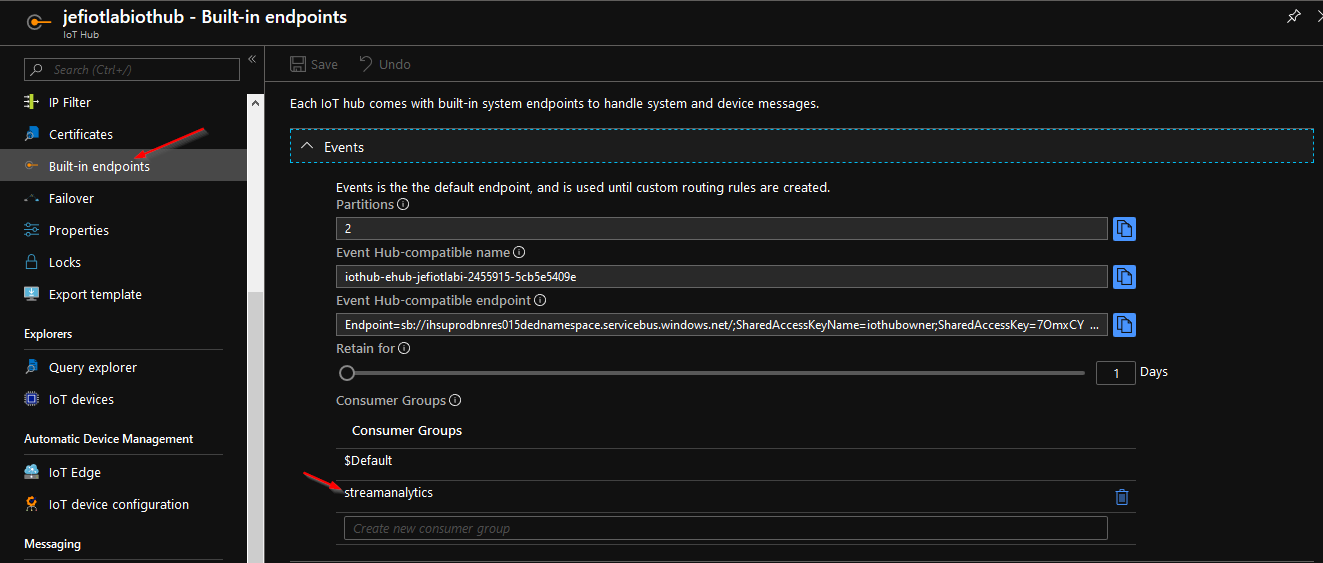 jefiotlabiothub - Built-in endpoints
IoT Hub
Search (Ctrl+/)
IP Filter
Certificates
Built-in endpoints
Failover
Properties
Locks
Export template
Explorers
Query explorer
IoT devices
Automatic Device Management
IoT Edge
IoT device configuration
Messaging
Save
Undo
Each IoT hub comes with built-in system endpoints to handle system and device messages.
Events
Events is the the default endpoint, and is used until custom routing rules are created.
Partitions
2
Event Hub-compatible name
iothub-ehub-jefiotlabi-2455915-5cb5e5409e
Event Hub-compatible endpoint
Endpoint=sb://ihsuprodbnres015dednamespace.servicebus.windows.net/;SharedAccessKeyName=iothubowner;SharedAccessKey=7OmxCY ...
Retain for
1 Days
Consumer Groups
Consumer Groups
$Default
streamanalytics
Create new consumer group